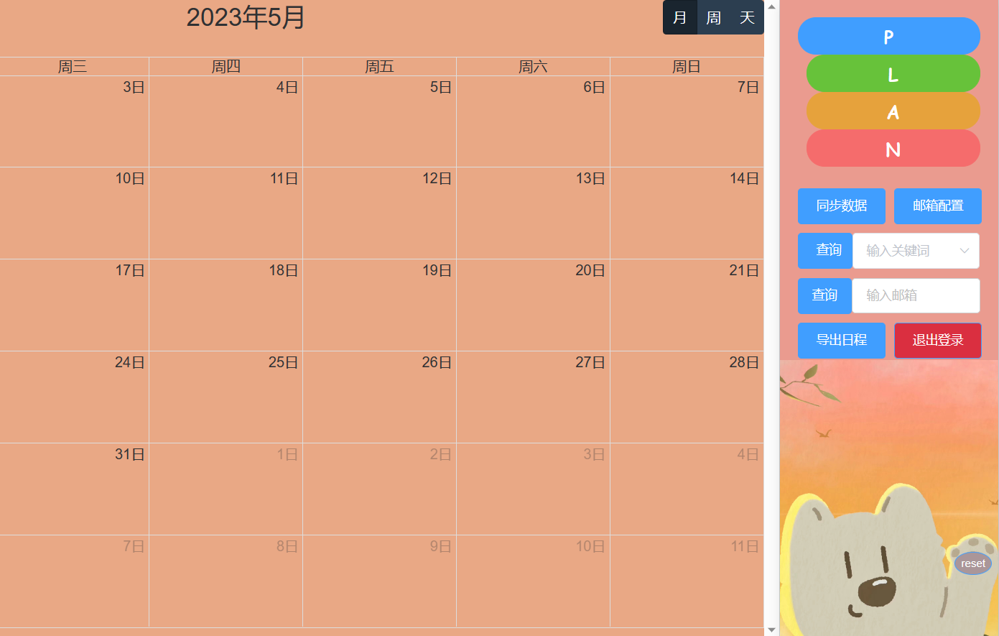 2023年5月
月 周 天
周三 周四 周五 周六 周日
3日 4日 5日 6日 7日
10日 11日 12日 13日 14日
17日 18日 19日 20日 21日
24日 25日 26日 27日 28日
31日 1日 2日 3日 4日
7日 8日 9日 10日 11日
P
L
A
N
同步数据 邮箱配置
查询 输入关键词
查询 输入邮箱
导出日程 退出登录
reset